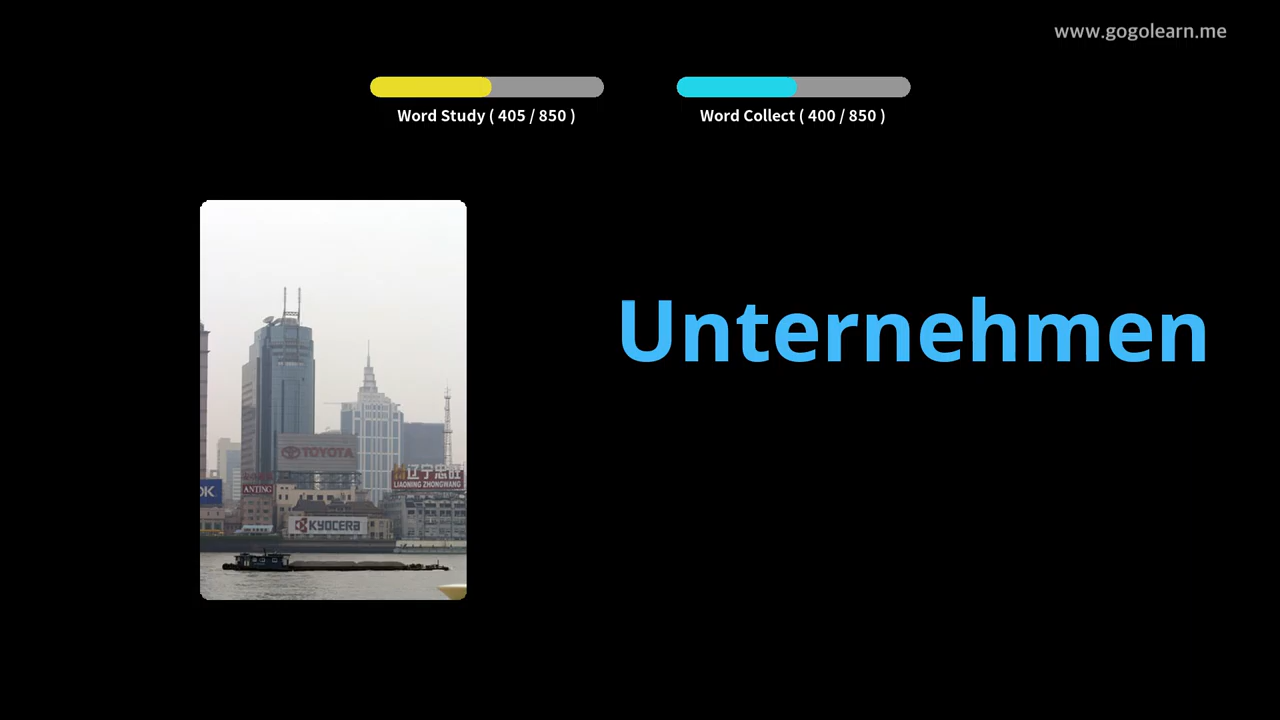 www.gogolearn.me
Word Study ( 405 / 850 )
Word Collect ( 400 / 850 )
Unternehmen
TOYOTA
辽宁忠旺
LIAONING ZHONGWANG
OK
ANTING
KYOCERA